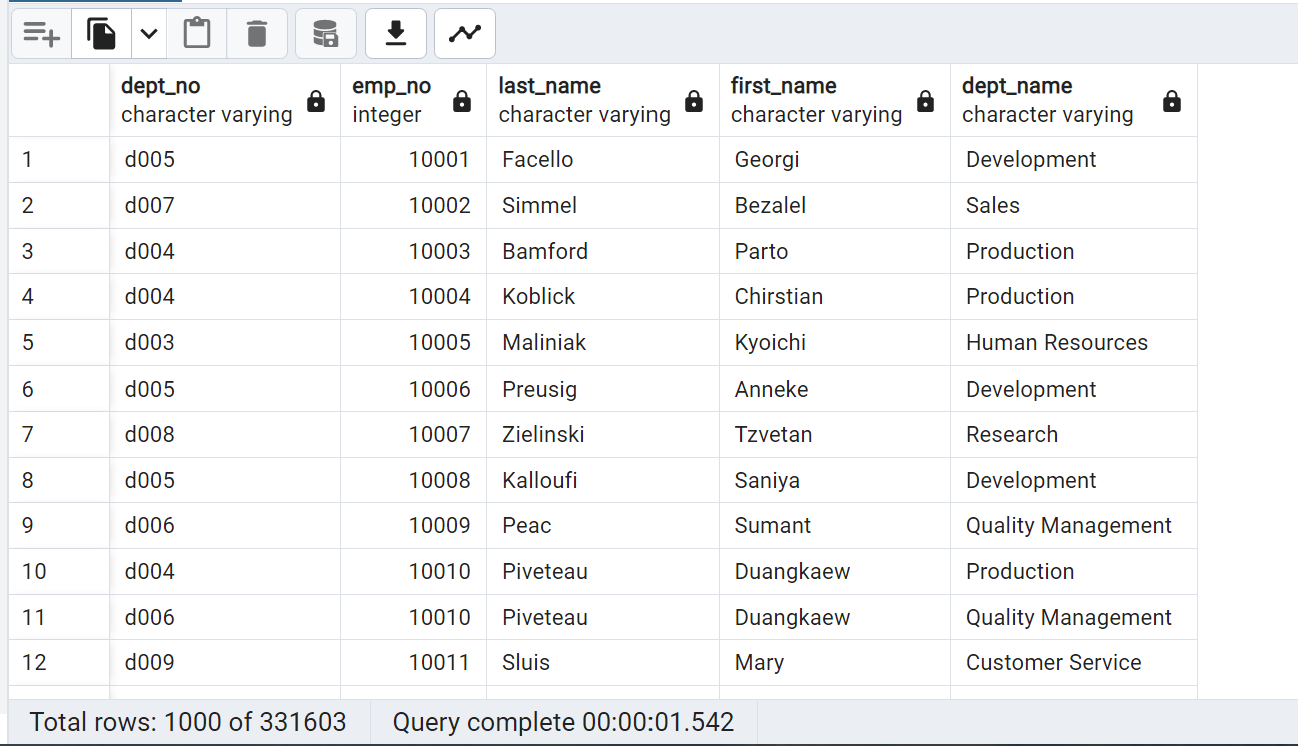 dept_no emp_no last_name first_name dept_name
character varying integer character varying character varying character varying
1 d005 10001 Facello Georgi Development
2 d007 10002 Simmel Bezalel Sales
3 d004 10003 Bamford Parto Production
4 d004 10004 Koblick Chirstian Production
5 d003 10005 Maliniak Kyoichi Human Resources
6 d005 10006 Preusig Anneke Development
7 d008 10007 Zielinski Tzvetan Research
8 d005 10008 Kalloufi Saniya Development
9 d006 10009 Peac Sumant Quality Management
10 d004 10010 Piveteau Duangkaew Production
11 d006 10010 Piveteau Duangkaew Quality Management
12 d009 10011 Sluis Mary Customer Service
Total rows: 1000 of 331603 Query complete 00:00:01.542